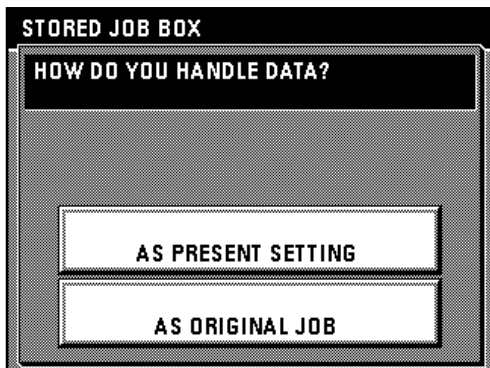 STORED JOB BOX
HOW DO YOU HANDLE DATA?
AS PRESENT SETTING
AS ORIGINAL JOB